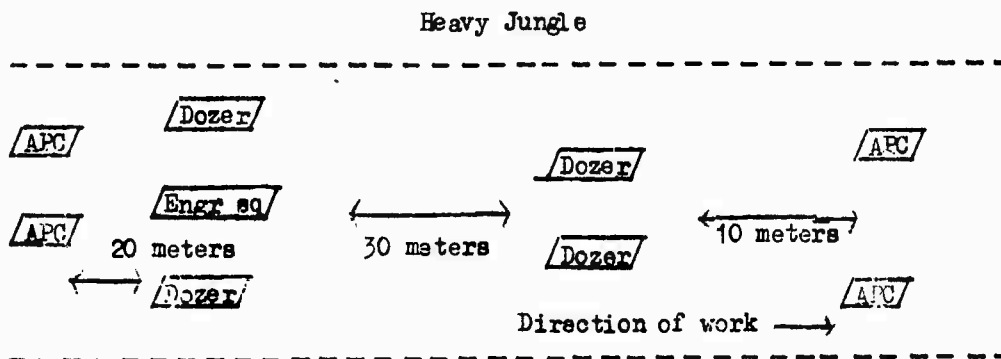 Heavy Jungle
Dozer
APC
APC
Dozer
Engr sq
APC
20 meters
30 meters
10 meters
Dozer
Dozer
APC
Direction of work